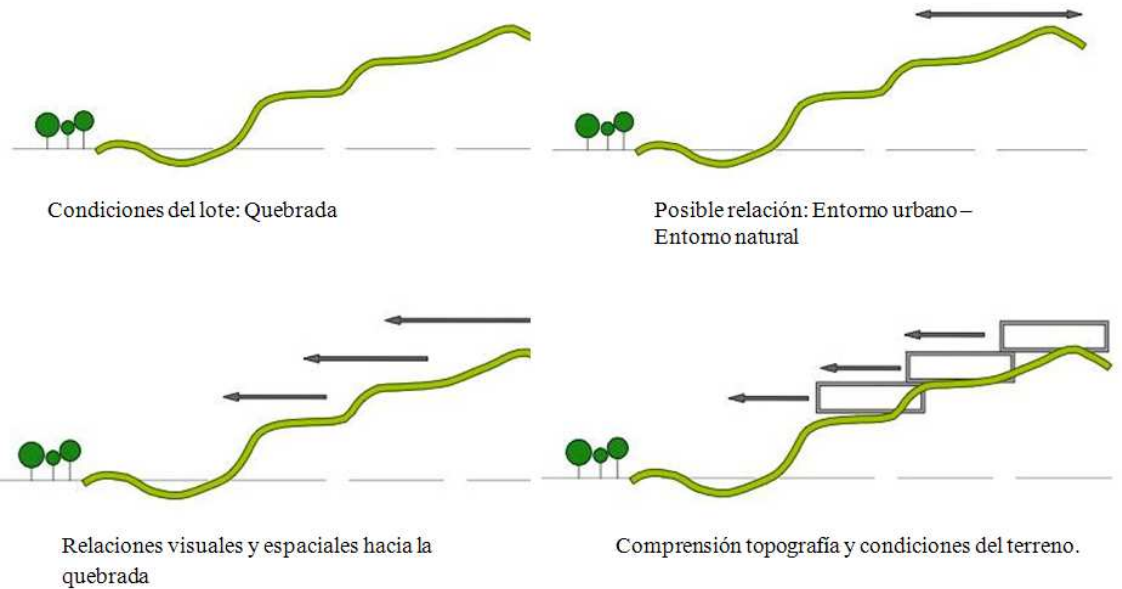 Condiciones del lote: Quebrada
Posible relación: Entorno urbano –
Entorno natural
Relaciones visuales y espaciales hacia la
quebrada
Comprensión topografía y condiciones del terreno.